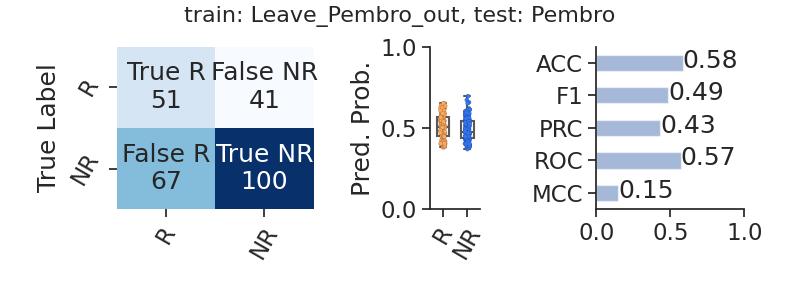 train: Leave_Pembro_out, test: Pembro
True Label
R
NR
True R
51
False NR
41
False R
67
True NR
100
R
NR
Pred. Prob.
1.0
0.5
0.0
R
NR
ACC
0.58
F1
0.49
PRC
0.43
ROC
0.57
MCC
0.15
0.0
0.5
1.0